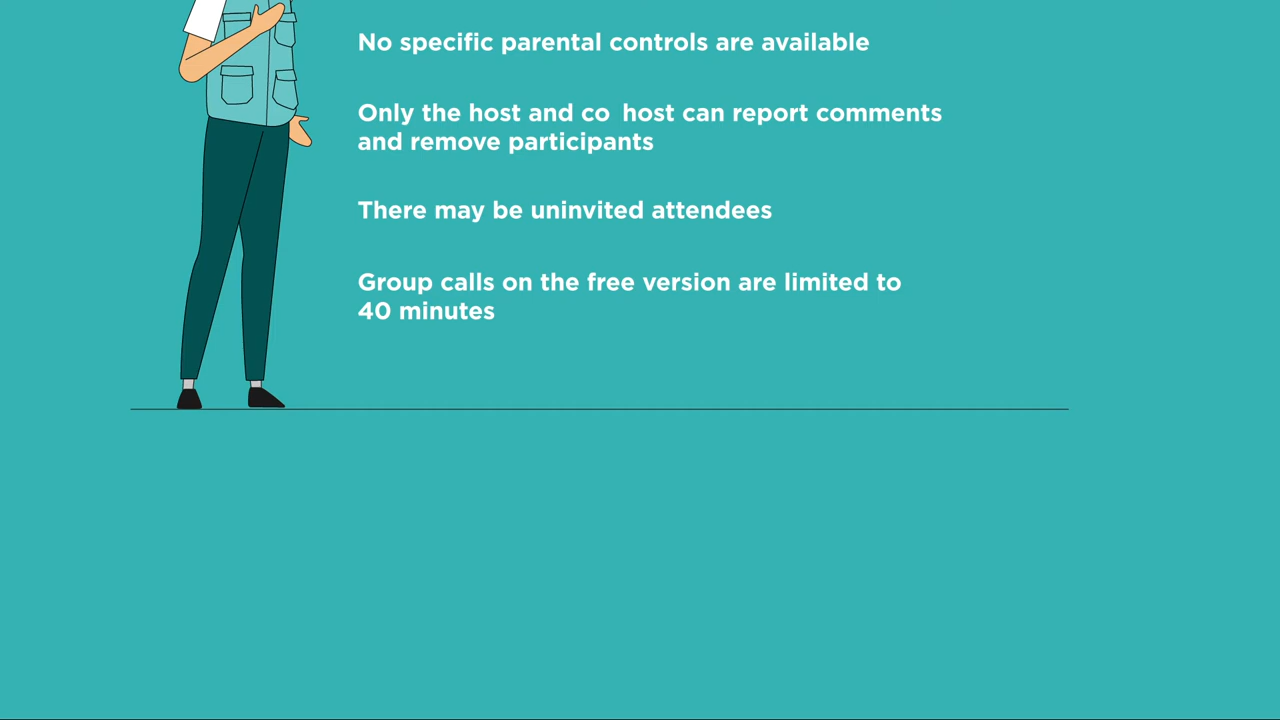 No specific parental controls are available
Only the host and co host can report comments
and remove participants
There may be uninvited attendees
Group calls on the free version are limited to
40 minutes